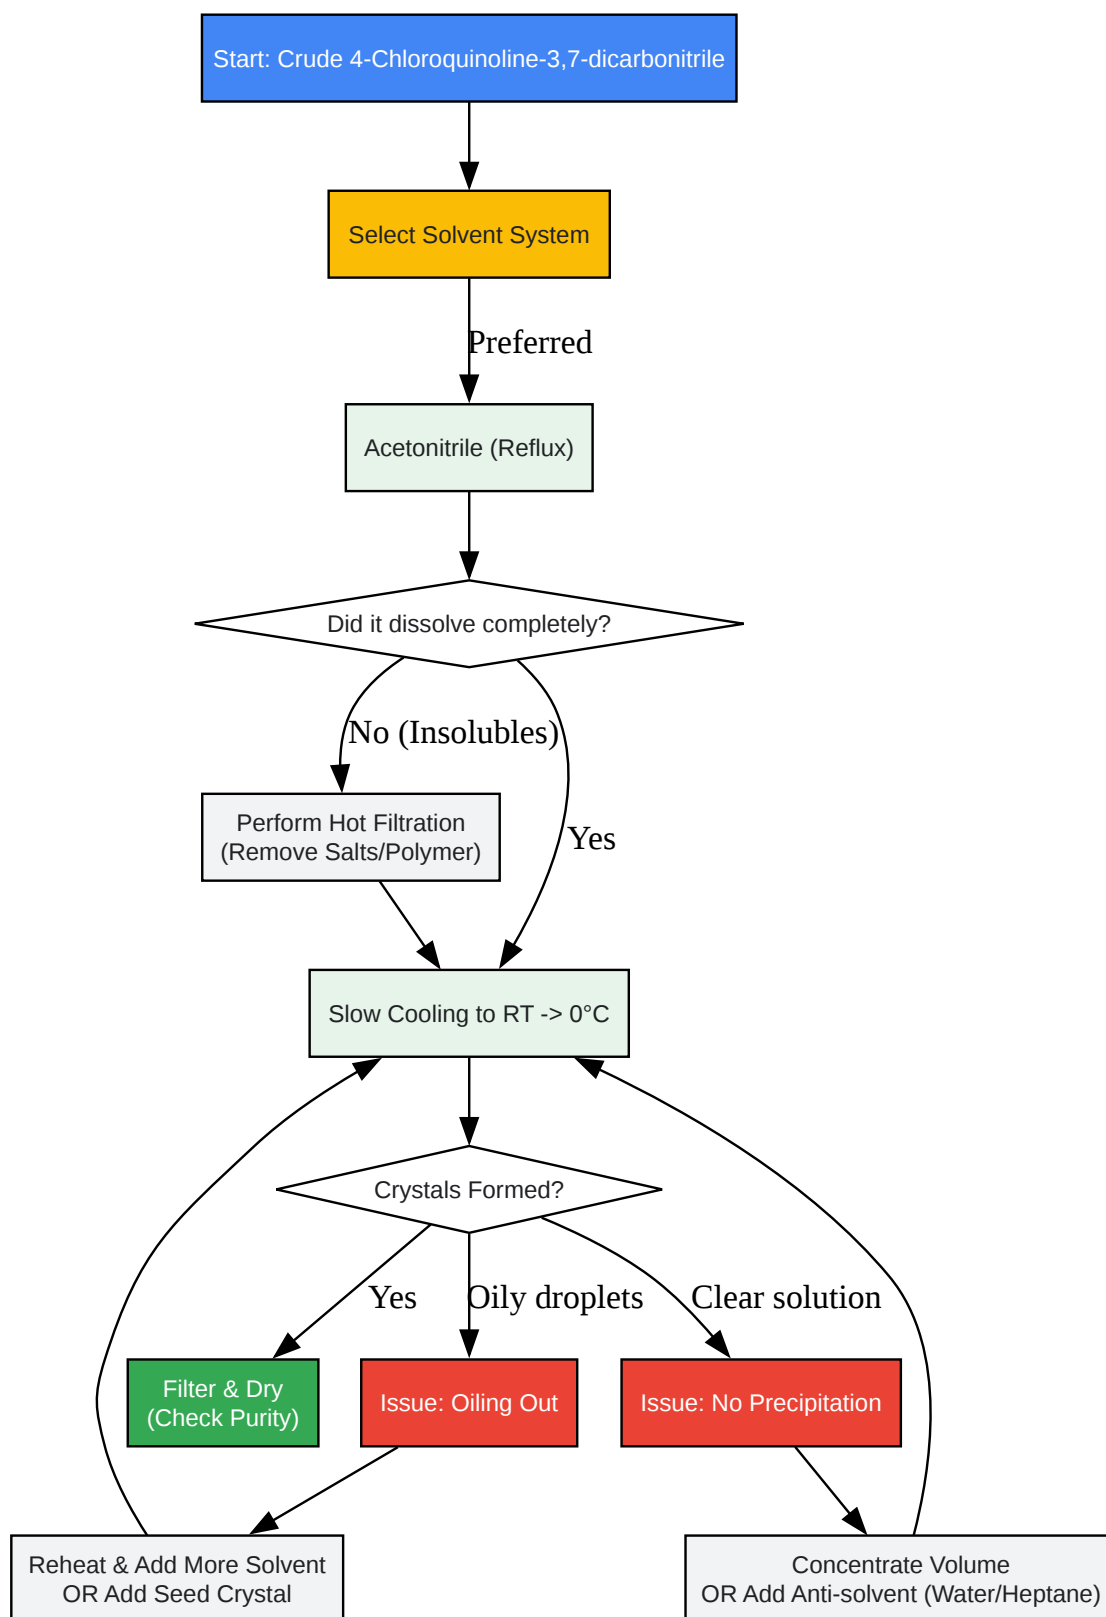 Start: Crude 4-Chloroquinoline-3,7-dicarbonitrile
Select Solvent System
Preferred
Acetonitrile (Reflux)
Did it dissolve completely?
No (Insolubles)
Perform Hot Filtration
(Remove Salts/Polymer)
Yes
Slow Cooling to RT -> 0°C
Crystals Formed?
Yes
Oily droplets
Clear solution
Filter & Dry
(Check Purity)
Issue: Oiling Out
Issue: No Precipitation
Reheat & Add More Solvent
OR Add Seed Crystal
Concentrate Volume
OR Add Anti-solvent (Water/Heptane)